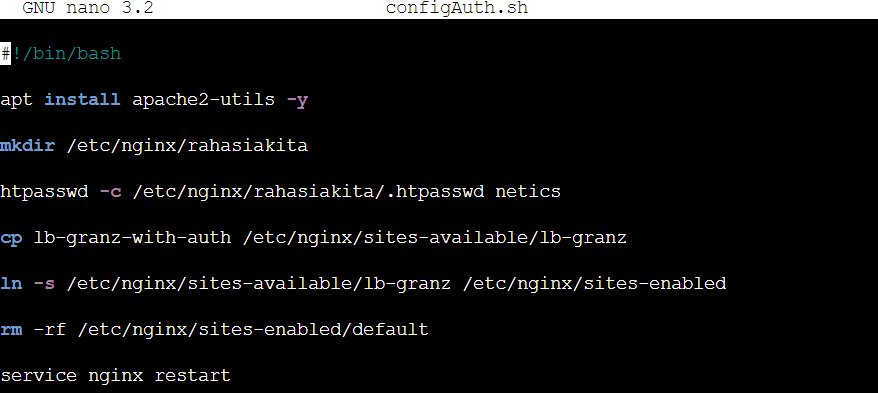 GNU nano 3.2 configAuth.sh
#!/bin/bash
apt install apache2-utils -y
mkdir /etc/nginx/rahasiakita
htpasswd -c /etc/nginx/rahasiakita/.htpasswd netics
cp lb-granz-with-auth /etc/nginx/sites-available/lb-granz
ln -s /etc/nginx/sites-available/lb-granz /etc/nginx/sites-enabled
rm -rf /etc/nginx/sites-enabled/default
service nginx restart